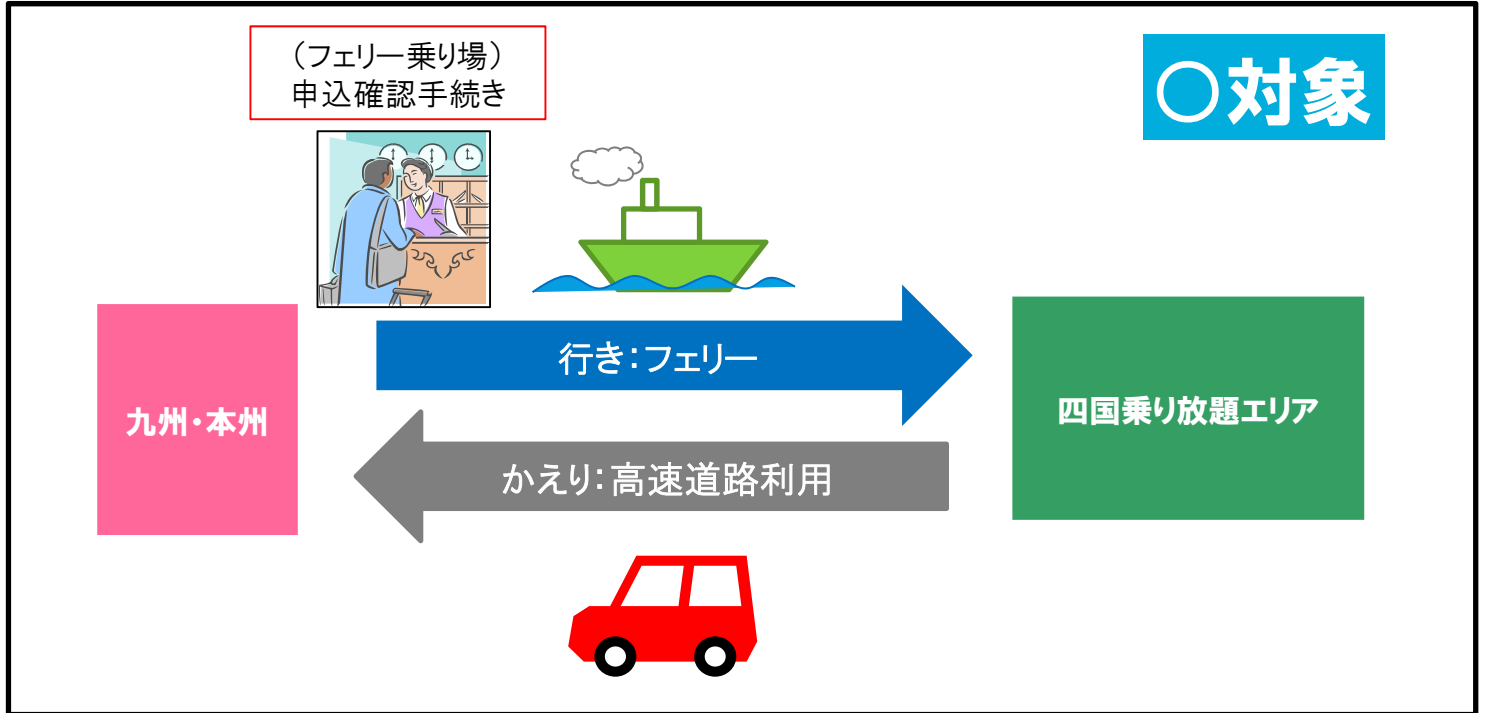 （フェリー乗り場）
申込確認手続き
○対象
行き：フェリー
九州・本州
四国乗り放題エリア
かえり：高速道路利用